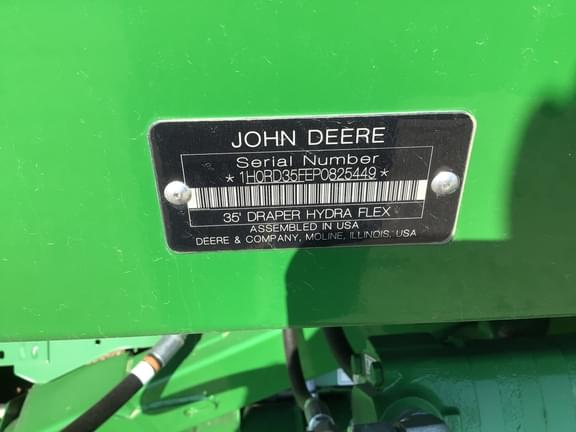 JOHN DEERE
Serial Number
*1H0RD35FEP0825449*
35' DRAPER HYDRA FLEX
ASSEMBLED IN USA
DEERE & COMPANY, MOLINE, ILLINOIS, USA